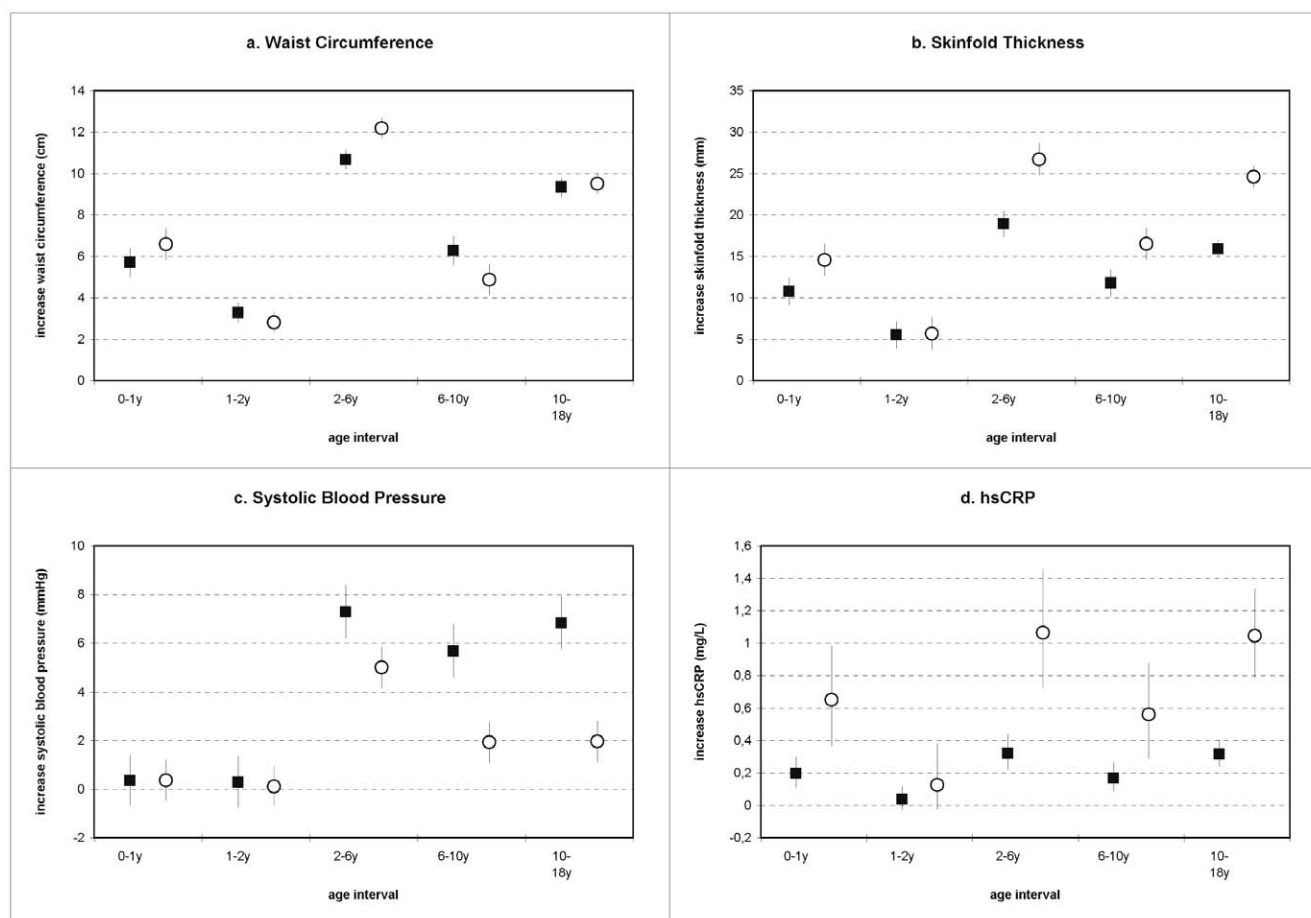 a. Waist Circumference
increase waist circumference (cm)
14
12
10
8
6
4
2
0
0-1y 1-2y 2-6y 6-10y 10-
18y
age interval
b. Skinfold Thickness
increase skinfold thickness (mm)
35
30
25
20
15
10
5
0
0-1y 1-2y 2-6y 6-10y 10-
18y
age interval
c. Systolic Blood Pressure
increase systolic blood pressure (mmHg)
10
8
6
4
2
0
-2
0-1y 1-2y 2-6y 6-10y 10-
18y
age interval
d. hsCRP
increase hsCRP (mg/L)
1,6
1,4
1,2
1
0,8
0,6
0,4
0,2
0
-0,2
0-1y 1-2y 2-6y 6-10y 10-
18y
age interval